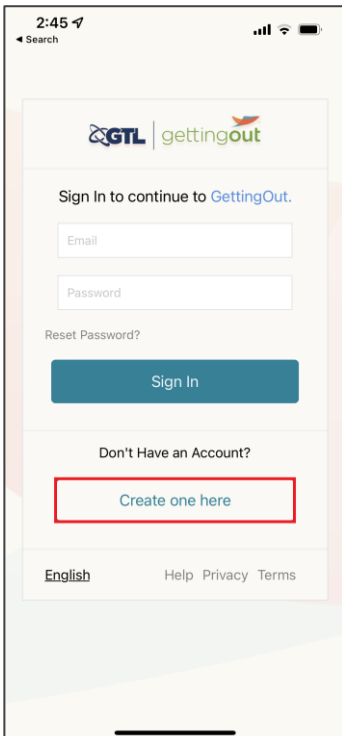 2:45
Search
GTL gettingout
Sign In to continue to GettingOut.
Email
Password
Reset Password?
Sign In
Don't Have an Account?
Create one here
English Help Privacy Terms